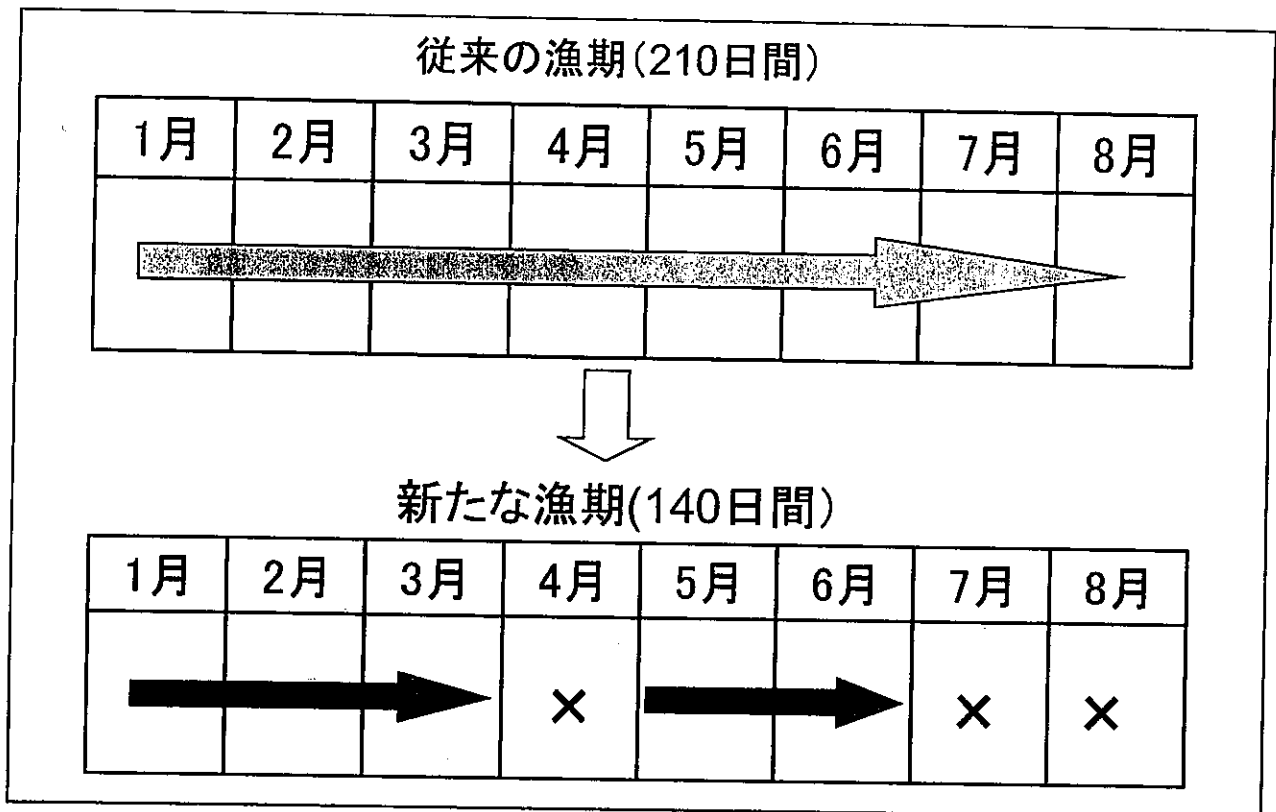 従来の漁期(210日間)
1月 2月 3月 4月 5月 6月 7月 8月
新たな漁期(140日間)
1月 2月 3月 4月 5月 6月 7月 8月
× × ×